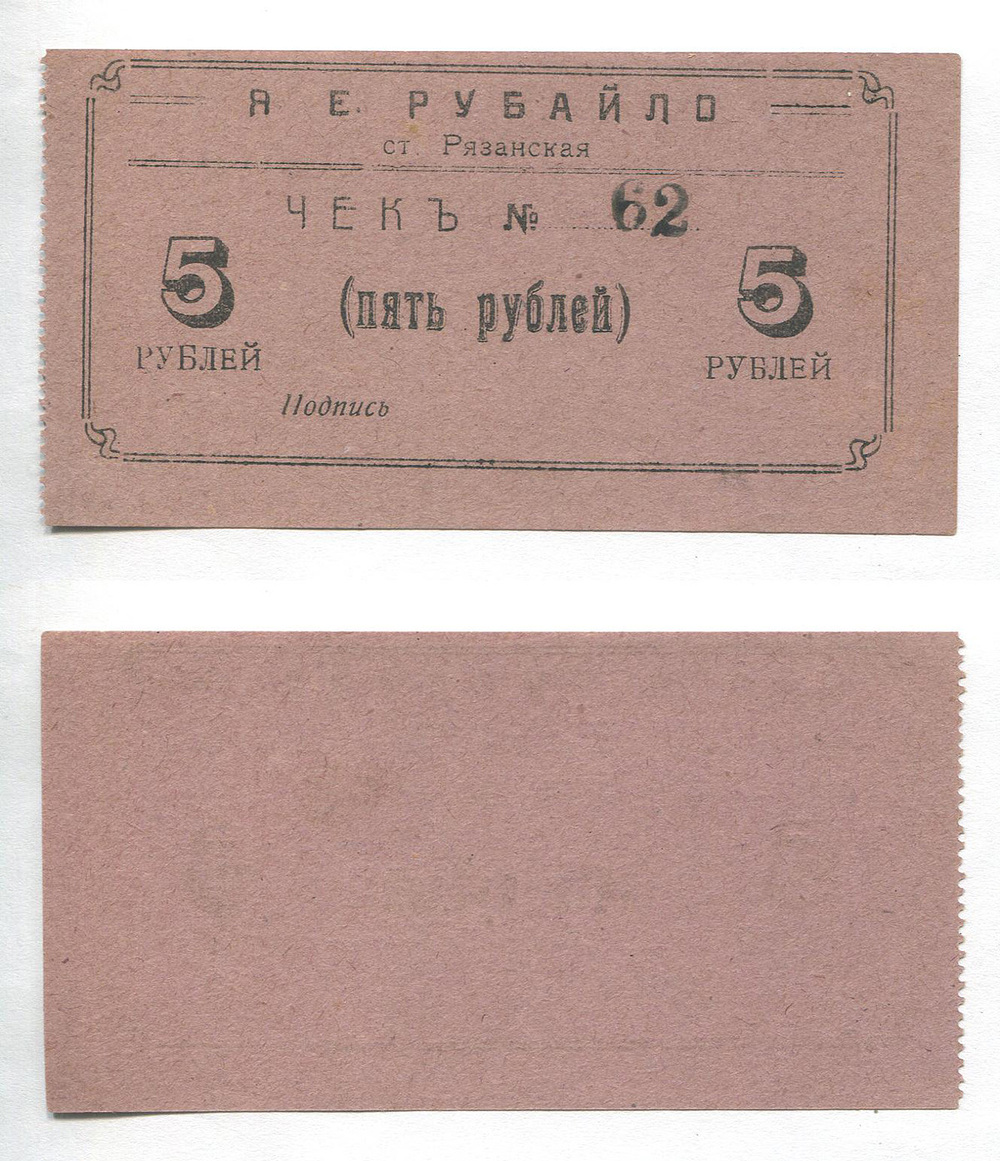 Я Е. РУБАЙЛО
ст. Рязанская
ЧЕКЪ № 62
5 5
(пять рублей)
РУБЛЕЙ РУБЛЕЙ
Подпись